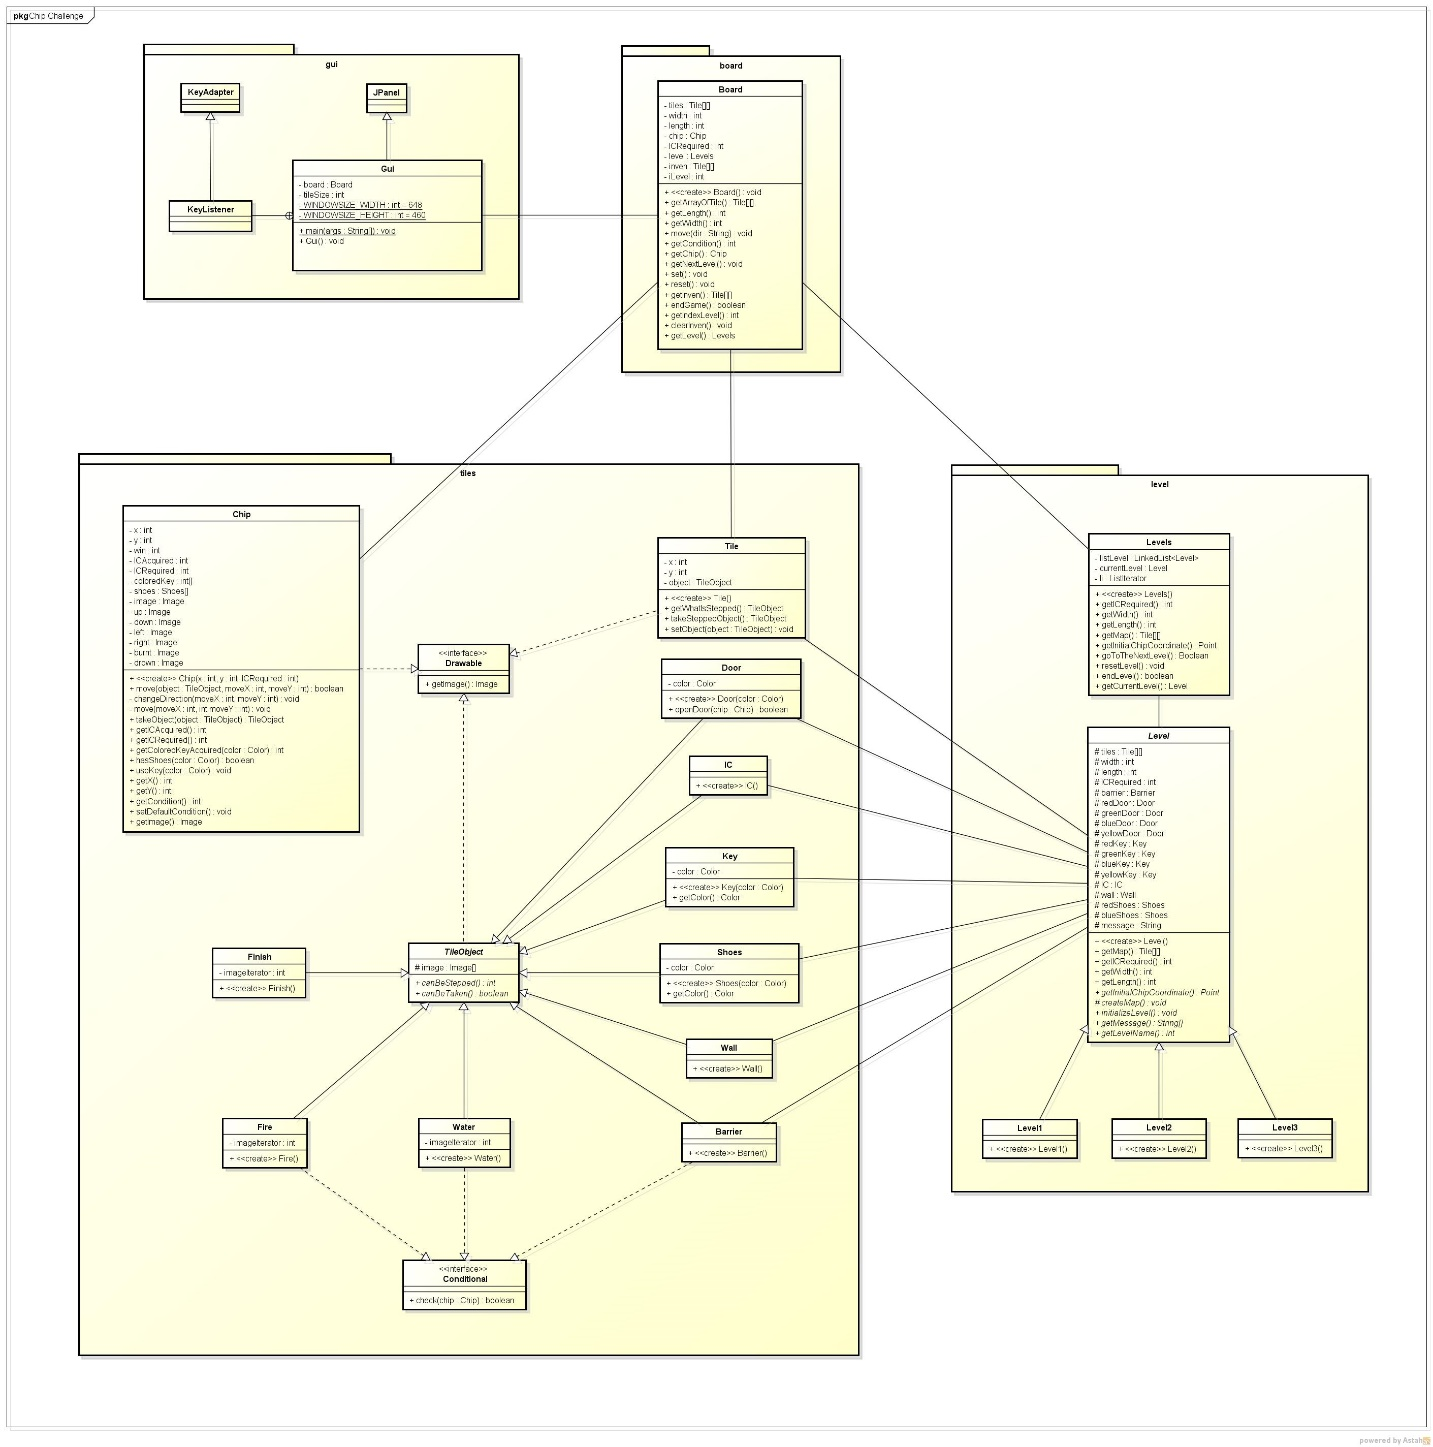 pkg Chip Challenge
gui
KeyAdapter
JPanel
Gui
- board : Board
- tileSize : int
- WINDOWSIZE_WIDTH : int = 648
- WINDOWSIZE_HEIGHT : int = 460
+ main(args : String[]) : void
+ Gui() : void
KeyListener
board
Board
- tiles : Tile[][]
- width : int
- length : int
- chip : Chip
- ICRequired : int
- level : Levels
- inven : Tile[][]
- iLevel : int
+ <<create>> Board() : void
+ getArrayOfTile() : Tile[][]
+ getLength() : int
+ getWidth() : int
+ move(dir : String) : void
+ getCondition() : int
+ getChip() : Chip
+ getNextLevel() : void
+ set() : void
+ reset() : void
+ getInven() : Tile[][]
+ endGame() : boolean
+ getIndexLevel() : int
+ clearInven() : void
+ getLevel() : Levels
tiles
Chip
- x : int
- y : int
- win : int
- ICAcquired : int
- ICRequired : int
- coloredKey : int[]
- shoes : Shoes[]
- image : Image
- up : Image
- down : Image
- left : Image
- right : Image
- burnt : Image
- drown : Image
+ <<create>> Chip(x : int, y : int, ICRequired : int)
+ move(object : TileObject, moveX : int, moveY : int) : boolean
- changeDirection(moveX : int, moveY : int) : void
- move(moveX : int, int moveY : int) : void
+ takeObject(object : TileObject) : TileObject
+ getICAcquired() : int
+ getICRequired() : int
+ getColoredKeyAcquired(color : Color) : int
+ hasShoes(color : Color) : boolean
+ useKey(color : Color) : void
+ getX() : int
+ getY() : int
+ getCondition() : int
+ setDefaultCondition() : void
+ getImage() : Image
Tile
- x : int
- y : int
- object : TileObject
+ <<create>> Tile()
+ getWhatIsStepped() : TileObject
+ takeSteppedObject() : TileObject
+ setObject(object : TileObject) : void
<<interface>>
Drawable
+ getImage() : Image
Door
- color : Color
+ <<create>> Door(color : Color)
+ openDoor(chip : Chip) : boolean
IC
+ <<create>> IC()
Key
- color : Color
+ <<create>> Key(color : Color)
+ getColor() : Color
Finish
- imageIterator : int
+ <<create>> Finish()
TileObject
# image : Image[]
+ canBeStepped() : int
+ canBeTaken() : boolean
Shoes
- color : Color
+ <<create>> Shoes(color : Color)
+ getColor() : Color
Wall
+ <<create>> Wall()
Fire
- imageIterator : int
+ <<create>> Fire()
Water
- imageIterator : int
+ <<create>> Water()
Barrier
+ <<create>> Barrier()
<<interface>>
Conditional
+ check(chip : Chip) : boolean
level
Levels
- listLevel : LinkedList<Level>
- currentLevel : Level
- li : ListIterator
+ <<create>> Levels()
+ getICRequired() : int
+ getWidth() : int
+ getLength() : int
+ getMap() : Tile[][]
+ getInitialChipCoordinate() : Point
+ goToTheNextLevel() : Boolean
+ resetLevel() : void
+ endLevel() : boolean
+ getCurrentLevel() : Level
Level
# tiles : Tile[][]
# width : int
# length : int
# ICRequired : int
# barrier : Barrier
# redDoor : Door
# greenDoor : Door
# blueDoor : Door
# yellowDoor : Door
# redKey : Key
# greenKey : Key
# blueKey : Key
# yellowKey : Key
# IC : IC
# wall : Wall
# redShoes : Shoes
# blueShoes : Shoes
# message : String
~ <<create>> Level()
~ getMap() : Tile[][]
~ getICRequired() : int
~ getWidth() : int
~ getLength() : int
+ getInitialChipCoordinate() : Point
# createMap() : void
+ initializeLevel() : void
+ getMessage() : String[]
+ getLevelName() : int
Level1
+ <<create>> Level1()
Level2
+ <<create>> Level2()
Level3
+ <<create>> Level3()
powered by Astah